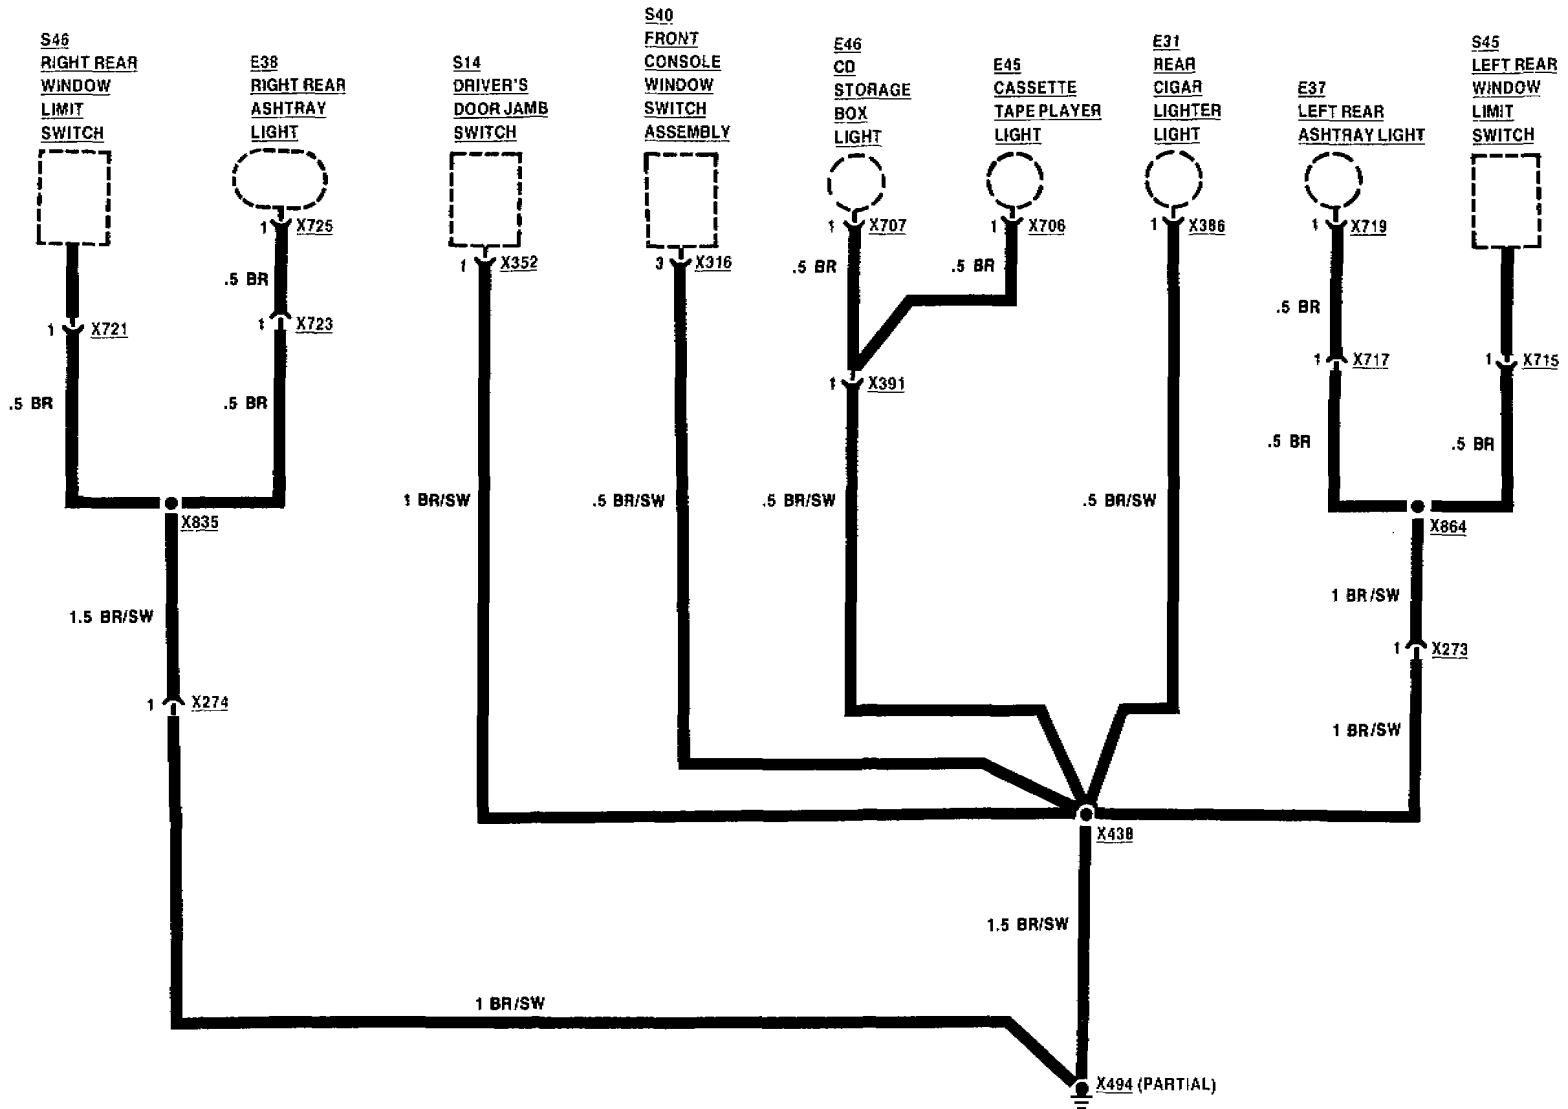 S46
RIGHT REAR
WINDOW
LIMIT
SWITCH
E38
RIGHT REAR
ASHTRAY
LIGHT
S14
DRIVER'S
DOOR JAMB
SWITCH
S40
FRONT
CONSOLE
WINDOW
SWITCH
ASSEMBLY
E46
CD
STORAGE
BOX
LIGHT
E45
CASSETTE
TAPE PLAYER
LIGHT
E31
REAR
CIGAR
LIGHTER
LIGHT
E37
LEFT REAR
ASHTRAY LIGHT
S45
LEFT REAR
WINDOW
LIMIT
SWITCH
1 X725
1 X352
3 X316
1 X707
1 X706
1 X386
1 X719
.5 BR
.5 BR
.5 BR
.5 BR
1 X721
1 X723
1 X391
1 X717
1 X715
.5 BR
.5 BR
.5 BR
.5 BR
1 BR/SW
.5 BR/SW
.5 BR/SW
.5 BR/SW
X835
X864
1.5 BR/SW
1 BR/SW
1 X274
1 X273
1 BR/SW
X438
1.5 BR/SW
1 BR/SW
X494 (PARTIAL)